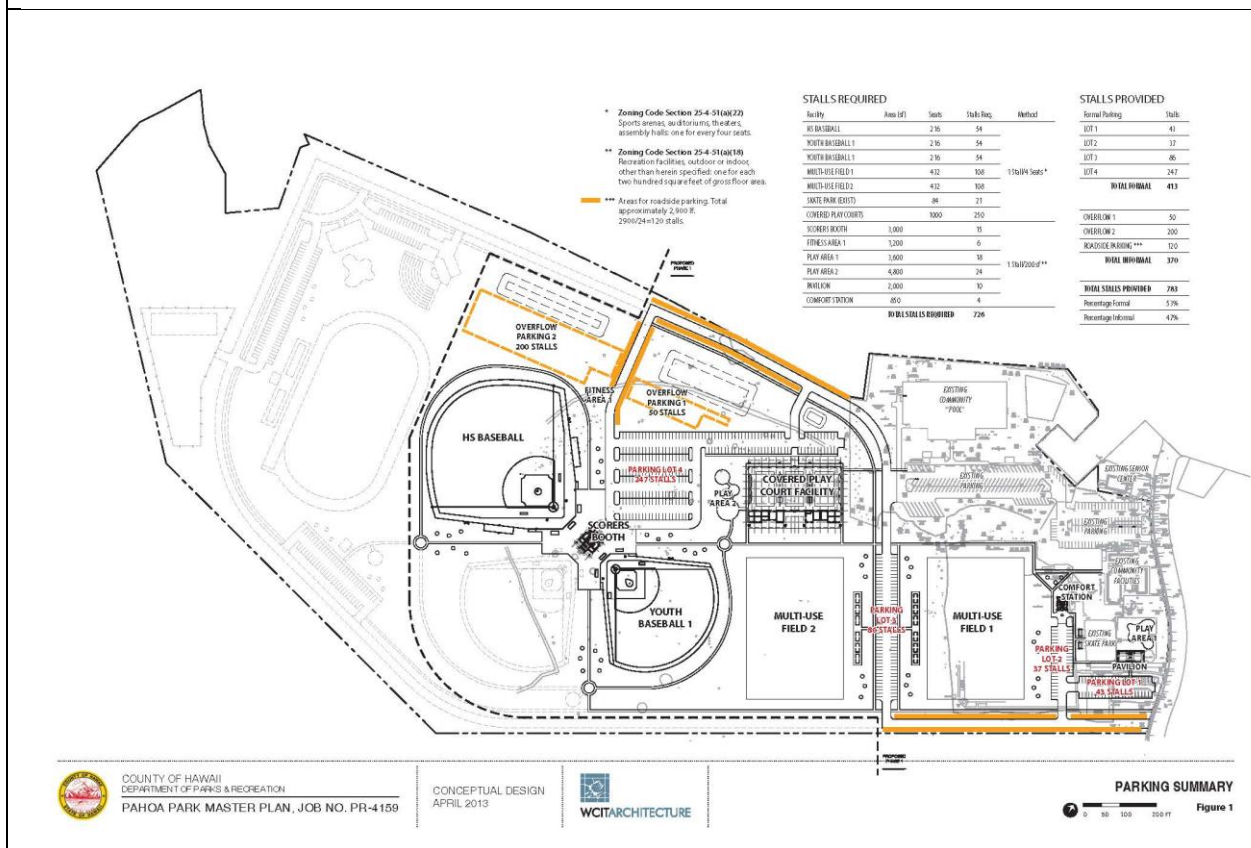 * Zoning Code Section 25-4-51(a)(22)
Sports arenas, auditoriums, theaters,
assembly halls: one for every four seats.
** Zoning Code Section 25-4-51(a)(18)
Recreation facilities, outdoor or indoor,
other than herein specified: one for each
two hundred square feet of gross floor area.
*** Areas for roadside parking. Total
approximately 2,900 lf.
2900/24=120 stalls.
STALLS REQUIRED
Facility Area (sf) Seats Stalls Req. Method
HS BASEBALL 216 54
YOUTH BASEBALL 1 216 54
YOUTH BASEBALL 1 216 54
MULTI-USE FIELD 1 432 108
1 Stall/4 Seats *
MULTI-USE FIELD 2 432 108
SKATE PARK (EXIST) 84 21
COVERED PLAY COURTS 1000 250
SCORERS BOOTH 3,000 15
FITNESS AREA 1 1,200 6
PLAY AREA 1 3,600 18
1 Stall/200 sf **
PLAY AREA 2 4,800 24
PAVILION 2,000 10
COMFORT STATION 850 4
TOTAL STALLS REQUIRED 726
STALLS PROVIDED
Formal Parking Stalls
LOT 1 43
LOT 2 37
LOT 3 86
LOT 4 247
TOTAL FORMAL 413
OVERFLOW 1 50
OVERFLOW 2 200
ROADSIDE PARKING *** 120
TOTAL INFORMAL 370
TOTAL STALLS PROVIDED 783
Percentage Formal 53%
Percentage Informal 47%
PROPOSED
PHASE 1
OVERFLOW
PARKING 2
200 STALLS
FITNESS
AREA 1
OVERFLOW
PARKING 1
50 STALLS
EXISTING
COMMUNITY
"POOL"
HS BASEBALL
PARKING LOT 4
247 STALLS
PLAY
AREA 2
COVERED PLAY
COURT FACILITY
EXISTING
PARKING
EXISTING SENIOR
CENTER
EXISTING
PARKING
SCORERS
BOOTH
EXISTING
COMMUNITY
FACILITIES
COMFORT
STATION
YOUTH
BASEBALL 1
MULTI-USE
FIELD 2
PARKING
LOT 3
86 STALLS
MULTI-USE
FIELD 1
EXISTING
SKATE PARK
PLAY
AREA 1
PARKING
LOT 2
37 STALLS
PAVILION
PARKING LOT 1
43 STALLS
PROPOSED
PHASE 1
COUNTY OF HAWAII
DEPARTMENT OF PARKS & RECREATION
PAHOA PARK MASTER PLAN, JOB NO. PR-4159
CONCEPTUAL DESIGN
APRIL 2013
WCITARCHITECTURE
PARKING SUMMARY
Figure 1
0 50 100 200 FT